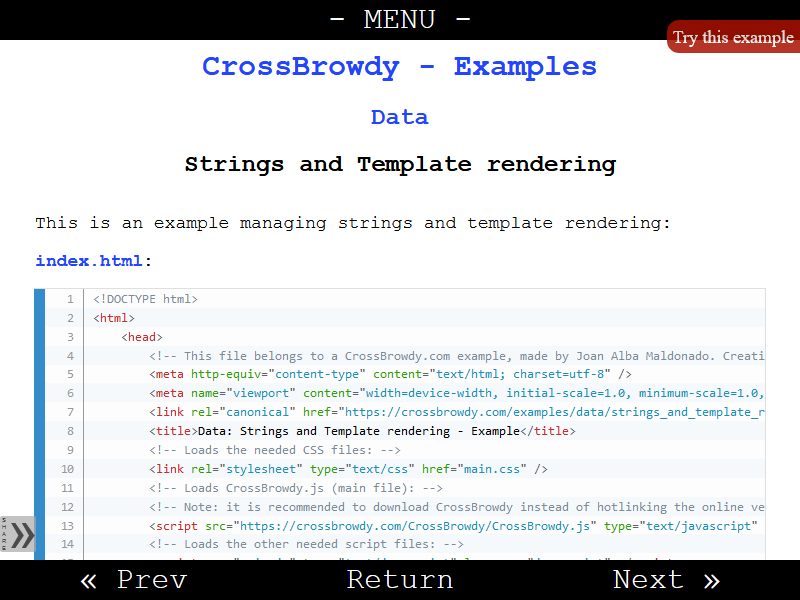 - MENU -
Try this example
CrossBrowdy - Examples
Data
Strings and Template rendering
This is an example managing strings and template rendering:
index.html:
1 <!DOCTYPE html>
2 <html>
3 <head>
4 <!-- This file belongs to a CrossBrowdy.com example, made by Joan Alba Maldonado. Creati
5 <meta http-equiv="content-type" content="text/html; charset=utf-8" />
6 <meta name="viewport" content="width=device-width, initial-scale=1.0, minimum-scale=1.0,
7 <link rel="canonical" href="https://crossbrowdy.com/examples/data/strings_and_template_r
8 <title>Data: Strings and Template rendering - Example</title>
9 <!-- Loads the needed CSS files: -->
10 <link rel="stylesheet" type="text/css" href="main.css" />
11 <!-- Loads CrossBrowdy.js (main file): -->
12 <!-- Note: it is recommended to download CrossBrowdy instead of hotlinking the online ve
13 <script src="https://crossbrowdy.com/CrossBrowdy/CrossBrowdy.js" type="text/javascript"
14 <!-- Loads the other needed script files: -->
SHARE »
« Prev
Return
Next »